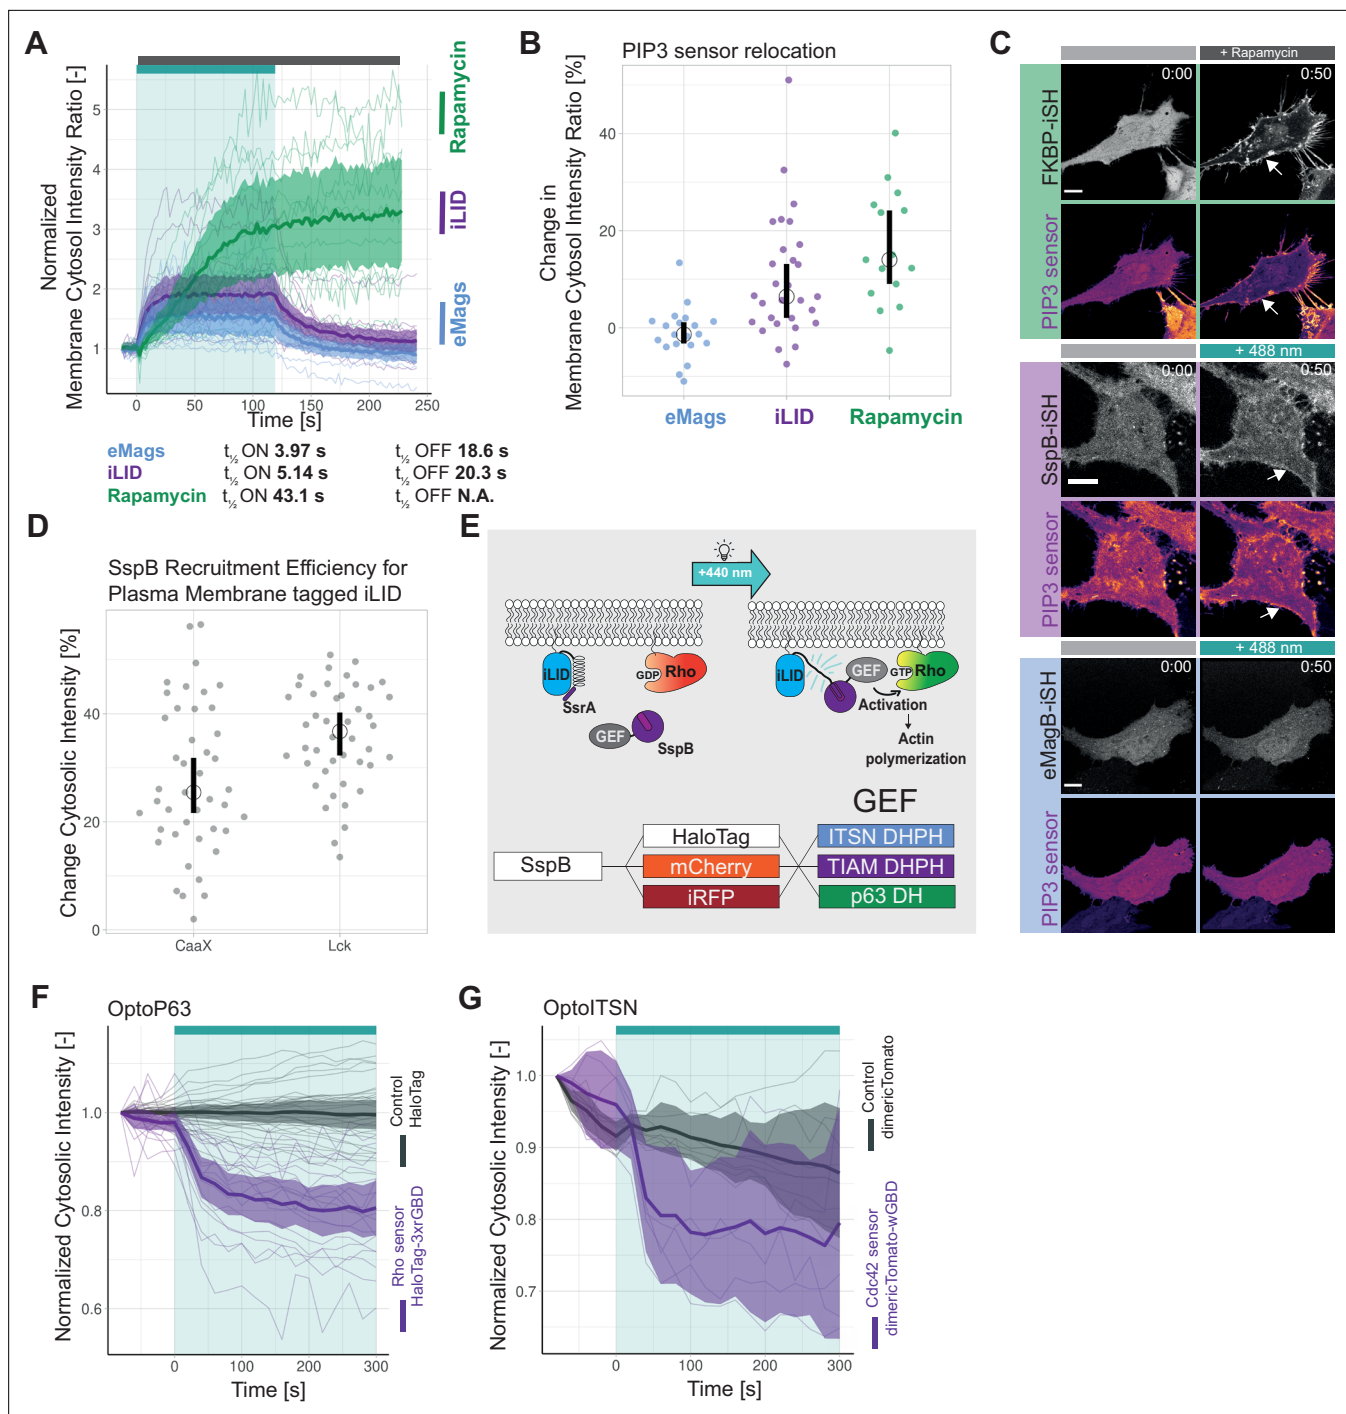 A
Normalized
Membrane Cytosol Intensity Ratio [-]
5
4
3
2
1
0
50
100
150
200
250
Time [s]
Rapamycin
iLID
eMags
eMags t½ ON 3.97 s t½ OFF 18.6 s
iLID t½ ON 5.14 s t½ OFF 20.3 s
Rapamycin t½ ON 43.1 s t½ OFF N.A.
B
PIP3 sensor relocation
Change in
Membrane Cytosol Intensity Ratio [%]
40
20
0
eMags
iLID
Rapamycin
C
+ Rapamycin
0:00
0:50
FKBP-iSH
PIP3 sensor
+ 488 nm
0:00
0:50
SspB-iSH
PIP3 sensor
+ 488 nm
0:00
0:50
eMagB-iSH
PIP3 sensor
D
SspB Recruitment Efficiency for
Plasma Membrane tagged iLID
Change Cytosolic Intensity [%]
40
20
0
CaaX
Lck
E
+440 nm
iLID
SsrA
GDP
Rho
GEF
SspB
iLID
GEF
GTP
Rho
Activation
Actin
polymerization
GEF
SspB
HaloTag
mCherry
iRFP
ITSN DHPH
TIAM DHPH
p63 DH
F
OptoP63
Normalized Cytosolic Intensity [-]
1.0
0.8
0.6
0
100
200
300
Time [s]
Control
HaloTag
Rho sensor
HaloTag-3xrGBD
G
OptoITSN
Normalized Cytosolic Intensity [-]
1.0
0.9
0.8
0.7
0
100
200
300
Time [s]
Control
dimericTomato
Cdc42 sensor
dimericTomato-wGBD